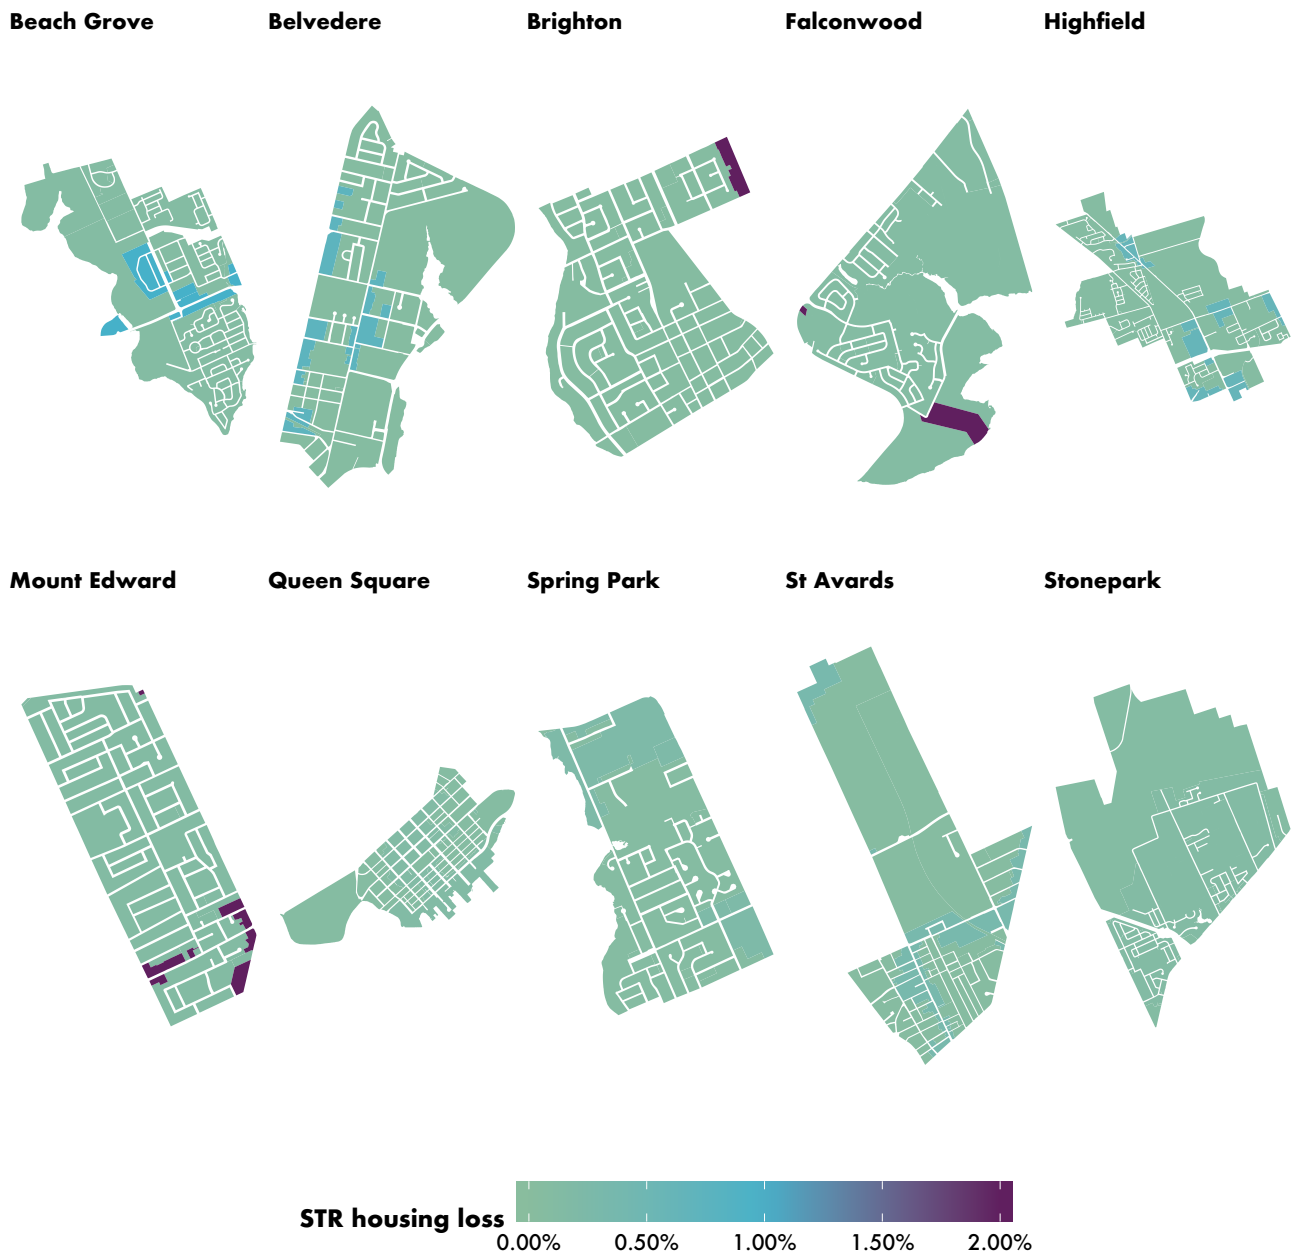 Beach Grove
Belvedere
Brighton
Falconwood
Highfield
Mount Edward
Queen Square
Spring Park
St Avards
Stonepark
STR housing loss
0.00%
0.50%
1.00%
1.50%
2.00%